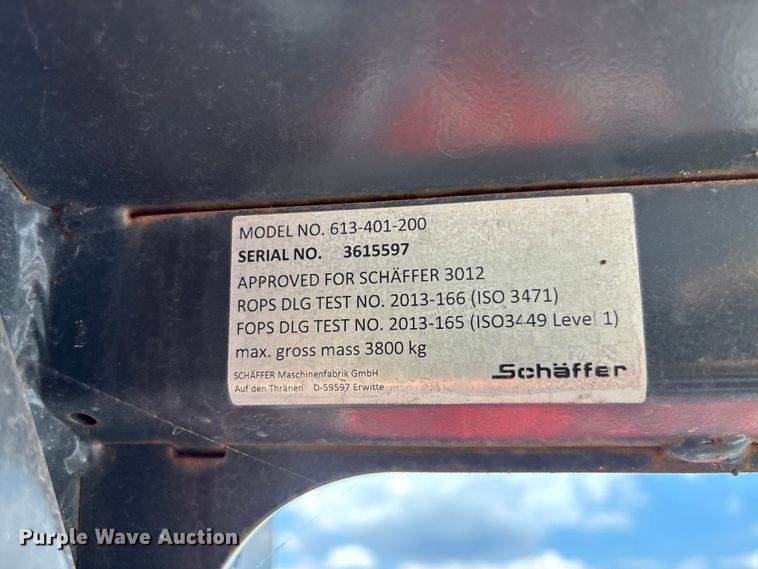 MODEL NO. 613-401-200
SERIAL NO. 3615597
APPROVED FOR SCHÄFFER 3012
ROPS DLG TEST NO. 2013-166 (ISO 3471)
FOPS DLG TEST NO. 2013-165 (ISO3449 Level 1)
max. gross mass 3800 kg
SCHÄFFER Maschinenfabrik GmbH
Auf den Thränen D-59597 Erwitte
Schäffer
Purple Wave Auction